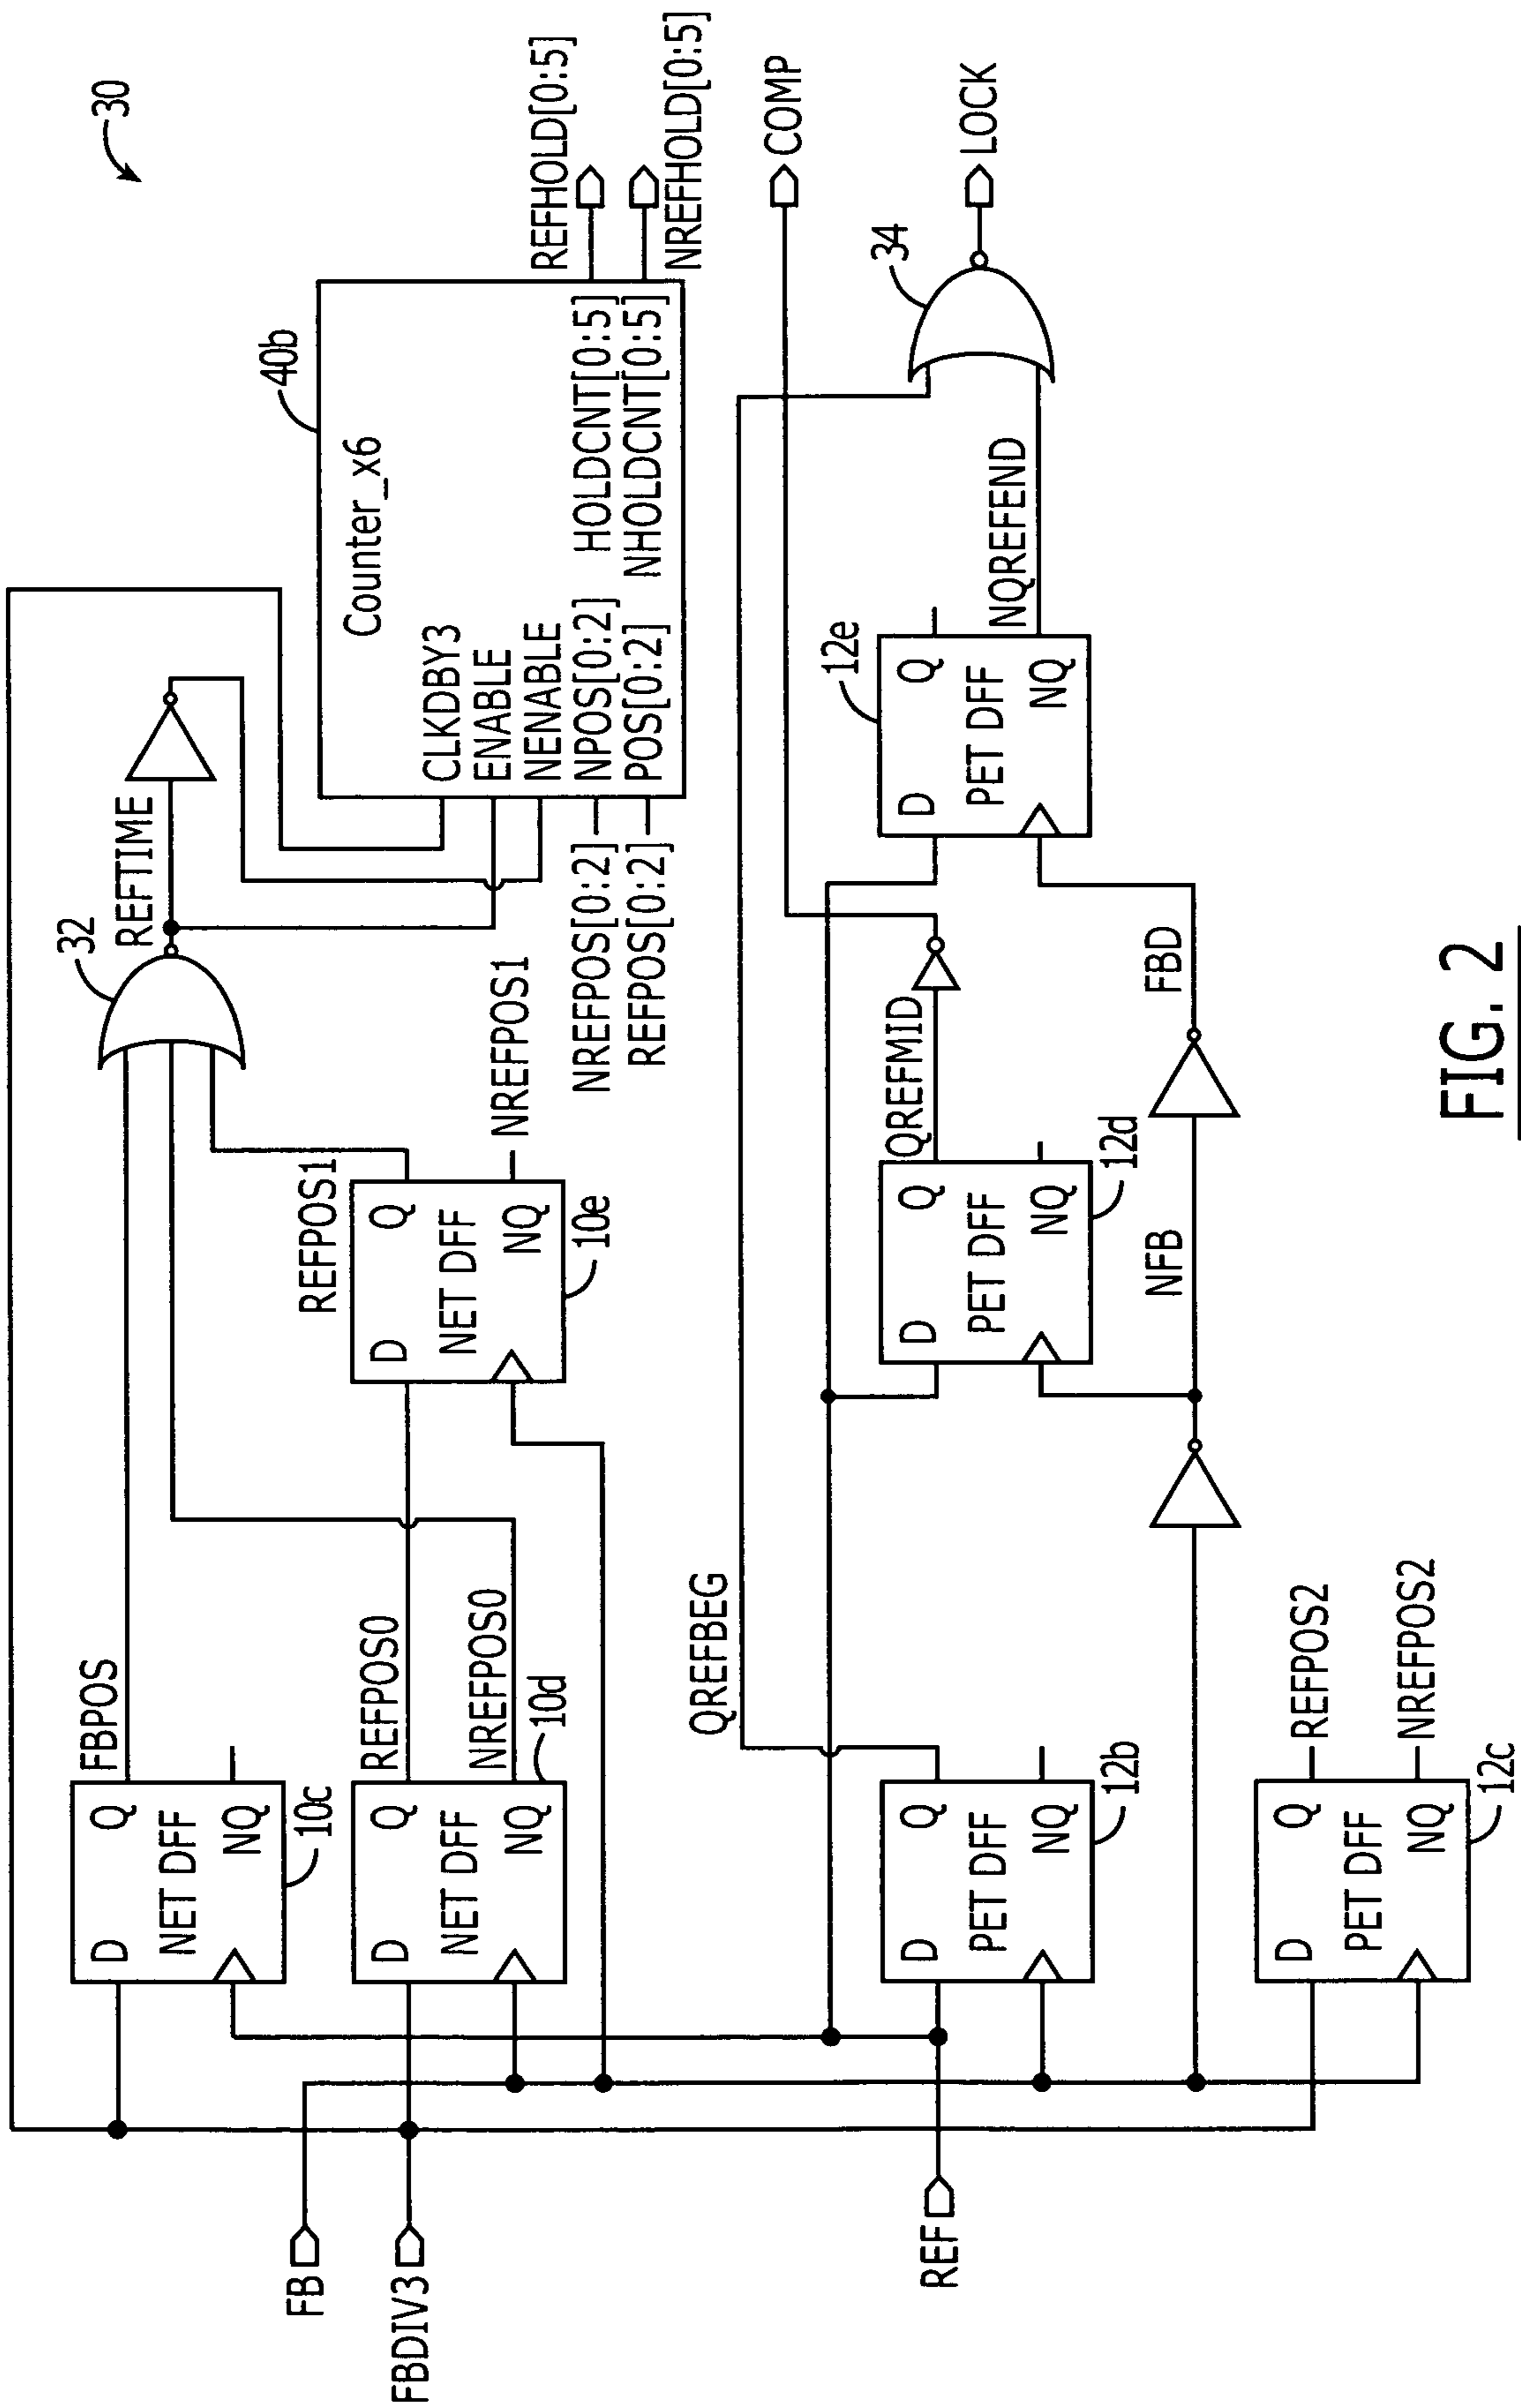 30
FB
FBDIV3
REF
D
Q
NET DFF
NQ
10c
FBPOS
D
Q
NET DFF
NQ
10d
REFPOS0
NREFPOS0
D
Q
NET DFF
NQ
10e
REFPOS1
NREFPOS1
32
REFTIME
40b
Counter_x6
CLKDBY3
ENABLE
NENABLE
NPOS[0:2]
POS[0:2]
HOLDCNT[0:5]
NHOLDCNT[0:5]
NREFPOS[0:2]
REFPOS[0:2]
REFHOLD[0:5]
NREFHOLD[0:5]
QREFBEG
D
Q
PET DFF
NQ
12b
D
Q
PET DFF
NQ
12d
QREFMID
COMP
D
Q
PET DFF
NQ
12e
NQREFEND
34
LOCK
NFB
FBD
D
Q
PET DFF
NQ
12c
REFPOS2
NREFPOS2
FIG. 2